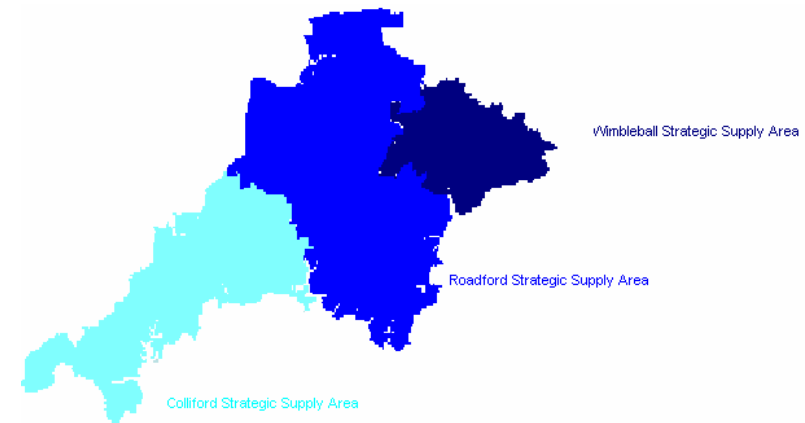 Wimbleball Strategic Supply Area
Roadford Strategic Supply Area
Colliford Strategic Supply Area